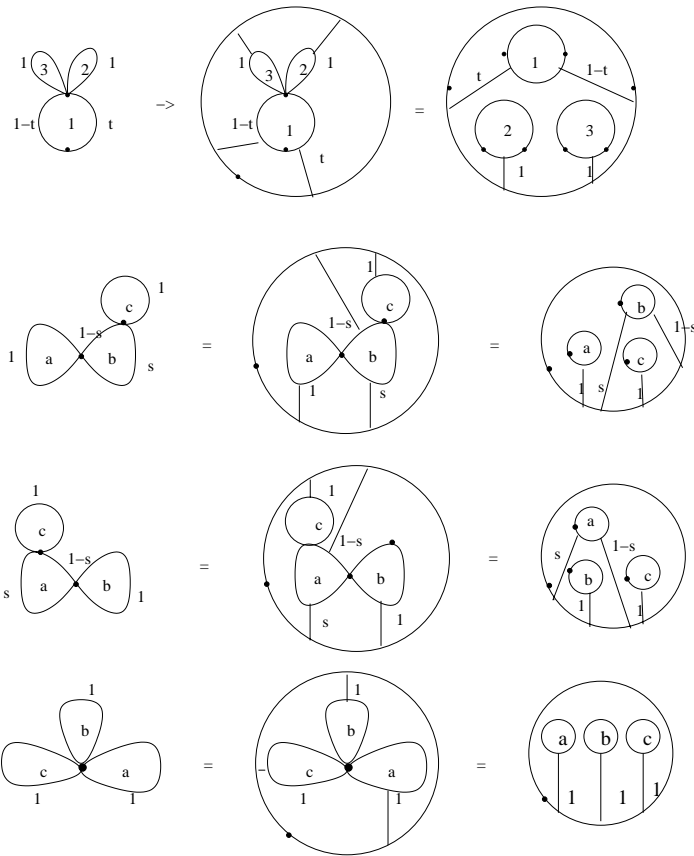 1 3 2 1
1–t 1 t
–>
1 3 2 1
1–t 1 t
=
t 1 1–t
2 3
1 1
1
c
1–s
1 a b s
=
1
c
1–s
a b
1 s
=
b
1–s
a c
1 s 1
1
c
1–s
s a b 1
=
1
c
1–s
a b
s 1
=
a
s 1–s
b c
1 1
1
b
c a
1 1
=
1
b
–
c a
1 1
=
a b c
1 1 1